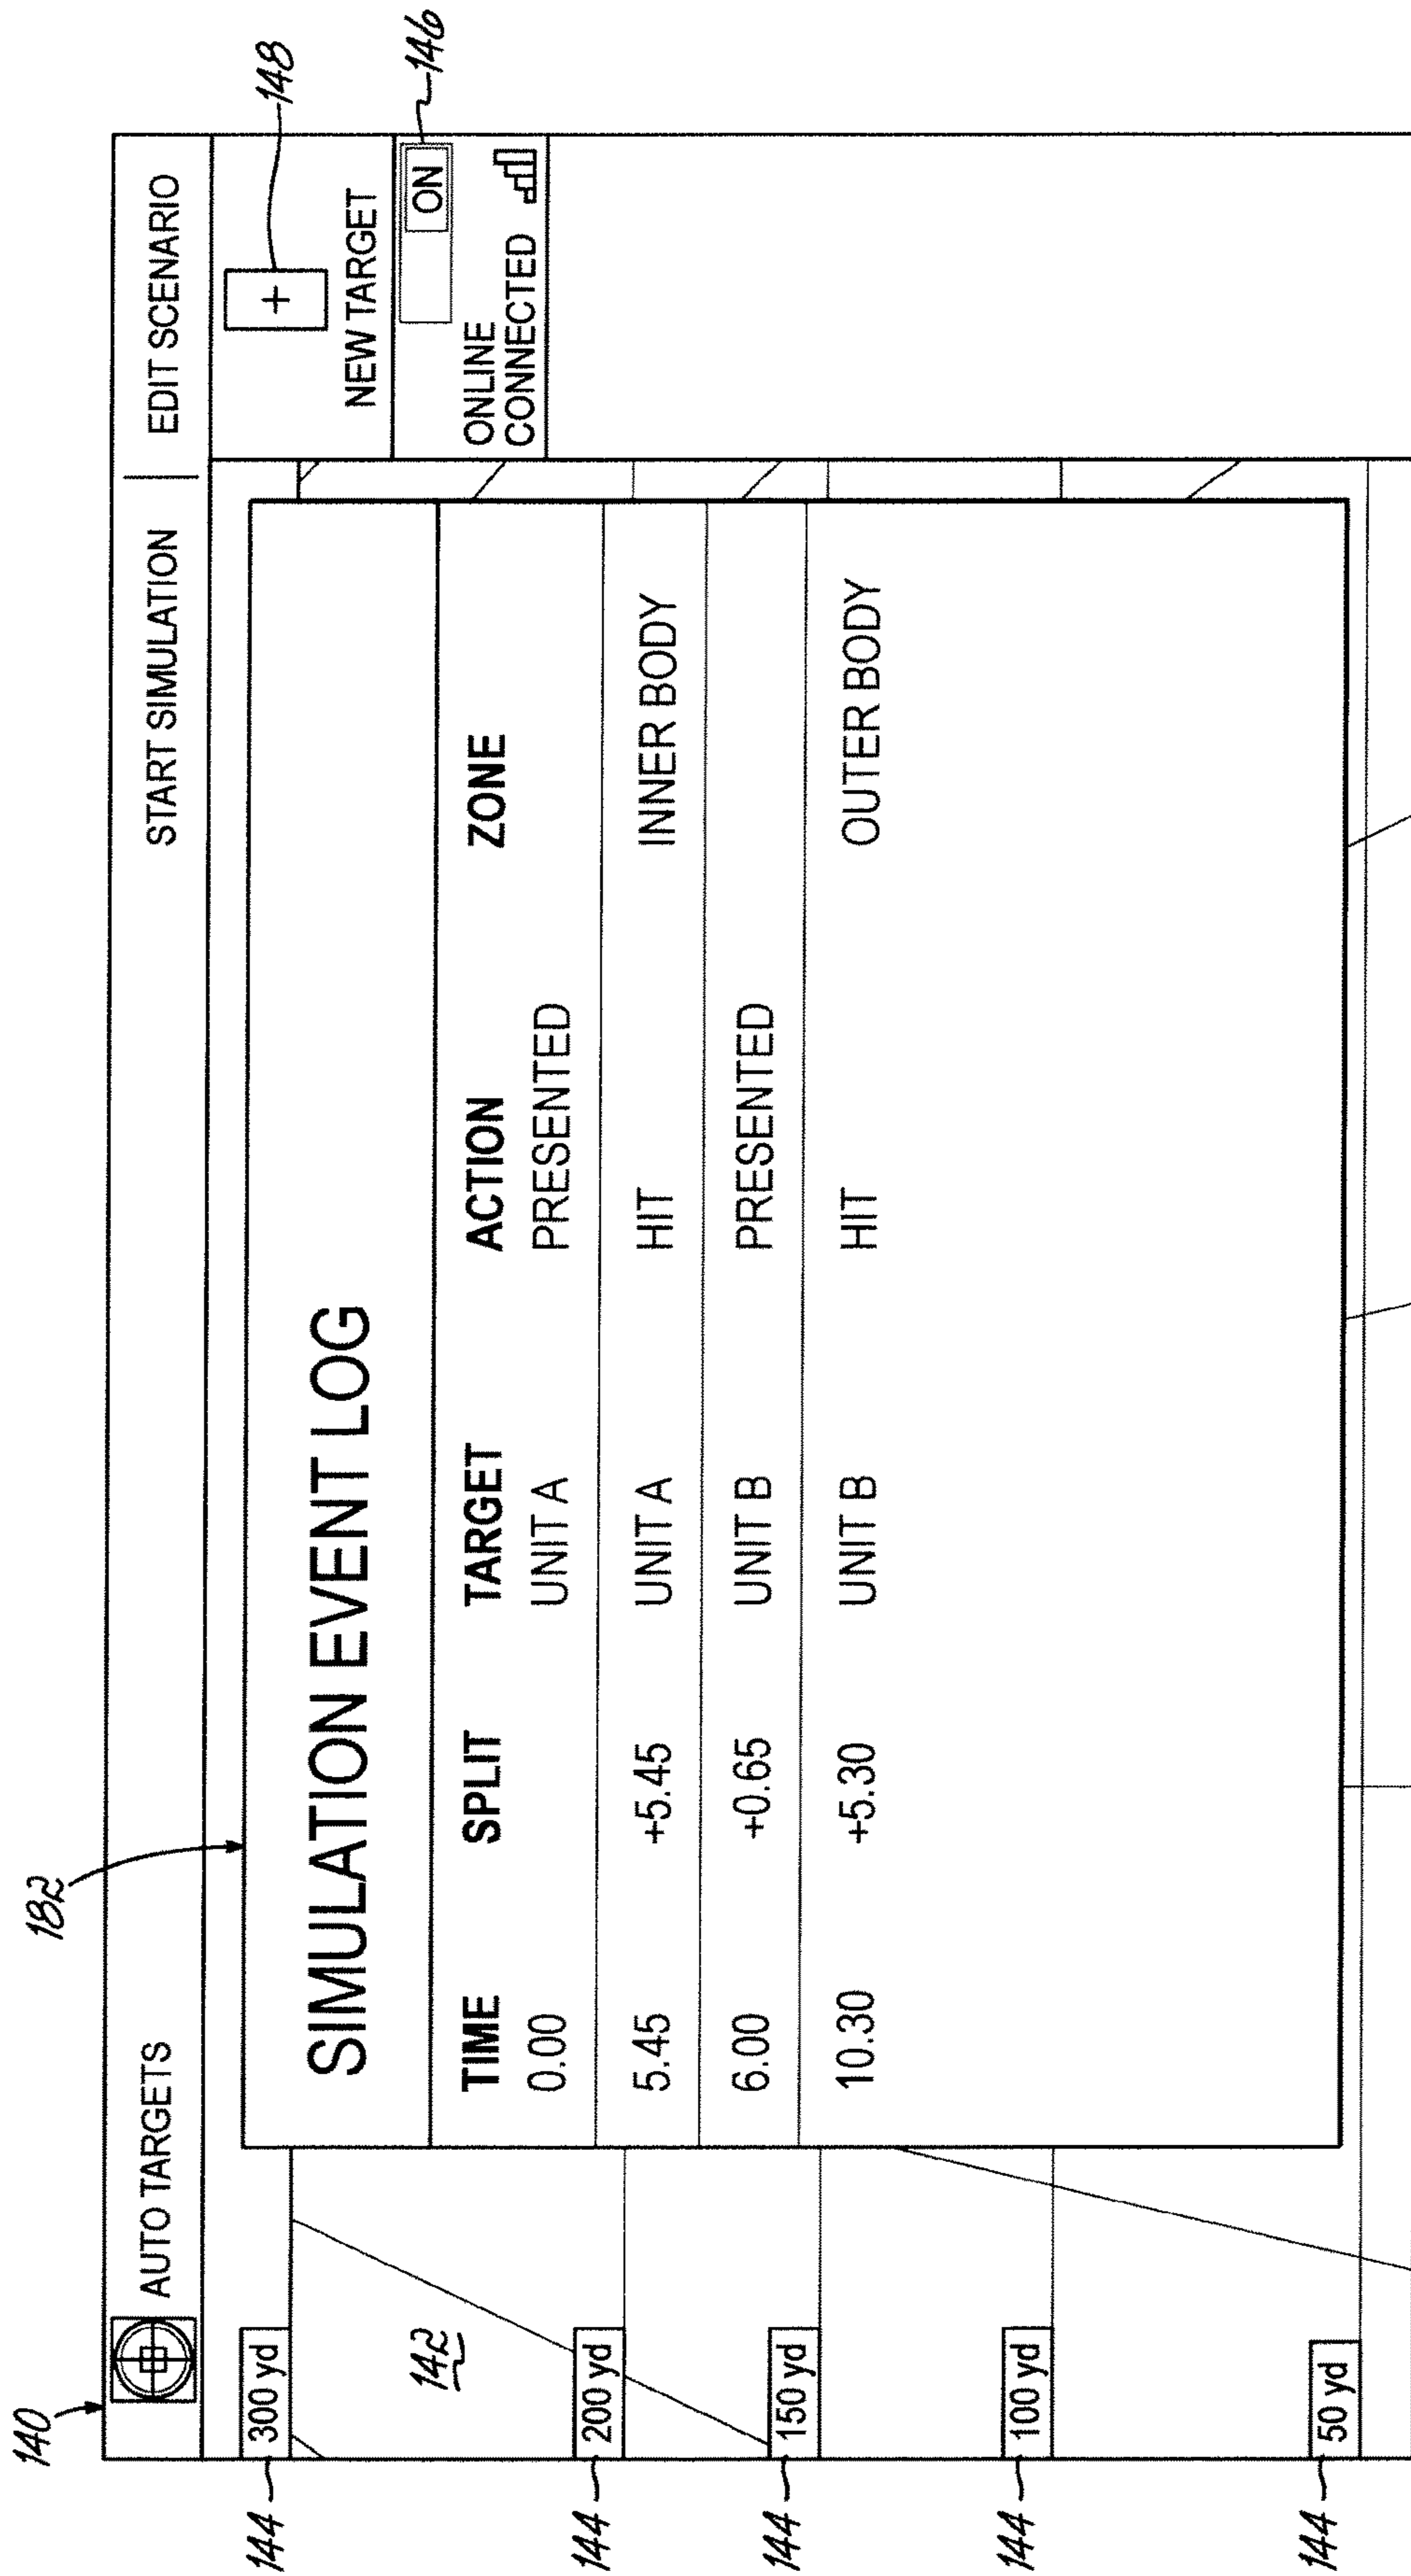 140
182
AUTO TARGETS
START SIMULATION
EDIT SCENARIO
148
+
NEW TARGET
146
ON
ONLINE
CONNECTED
SIMULATION EVENT LOG
TIME SPLIT TARGET ACTION ZONE
0.00 UNIT A PRESENTED
5.45 +5.45 UNIT A HIT INNER BODY
6.00 +0.65 UNIT B PRESENTED
10.30 +5.30 UNIT B HIT OUTER BODY
144 300 yd
142
144 200 yd
144 150 yd
144 100 yd
144 50 yd